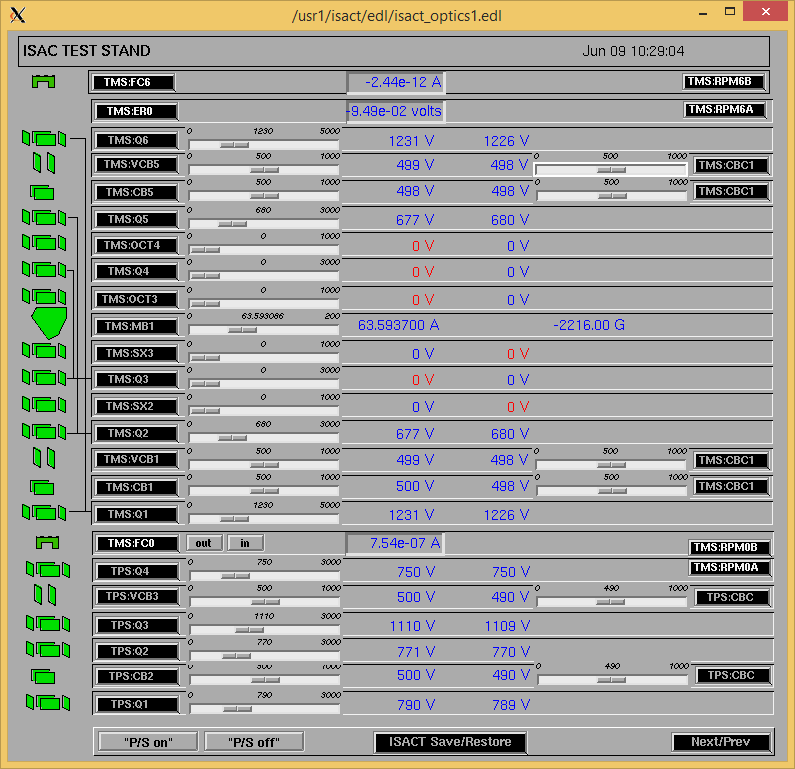 /usr1/isact/edl/isact_optics1.edl
ISAC TEST STAND Jun 09 10:29:04
TMS:FC6 -2.44e-12 A TMS:RPM6B
TMS:ER0 -9.49e-02 volts TMS:RPM6A
0 1230 5000
TMS:Q6 1231 V 1226 V
0 500 1000 0 500 1000
TMS:VCB5 499 V 498 V TMS:CBC1
0 500 1000 0 500 1000
TMS:CB5 498 V 498 V TMS:CBC1
0 680 3000
TMS:Q5 677 V 680 V
0 0 1000
TMS:OCT4 0 V 0 V
0 0 3000
TMS:Q4 0 V 0 V
0 0 1000
TMS:OCT3 0 V 0 V
0 63.593086 200
TMS:MB1 63.593700 A -2216.00 G
0 0 1000
TMS:SX3 0 V 0 V
0 0 3000
TMS:Q3 0 V 0 V
0 0 1000
TMS:SX2 0 V 0 V
0 680 3000
TMS:Q2 677 V 680 V
0 500 1000 0 500 1000
TMS:VCB1 499 V 498 V TMS:CBC1
0 500 1000 0 500 1000
TMS:CB1 500 V 498 V TMS:CBC1
0 1230 5000
TMS:Q1 1231 V 1226 V
TMS:FC0 out in 7.54e-07 A TMS:RPM0B
0 750 3000 TMS:RPM0A
TPS:Q4 750 V 750 V
0 500 1000 0 490 1000
TPS:VCB3 500 V 490 V TPS:CBC
0 1110 3000
TPS:Q3 1110 V 1109 V
0 770 3000
TPS:Q2 771 V 770 V
0 500 1000 0 490 1000
TPS:CB2 500 V 490 V TPS:CBC
0 790 3000
TPS:Q1 790 V 789 V
"P/S on" "P/S off" ISACT Save/Restore Next/Prev